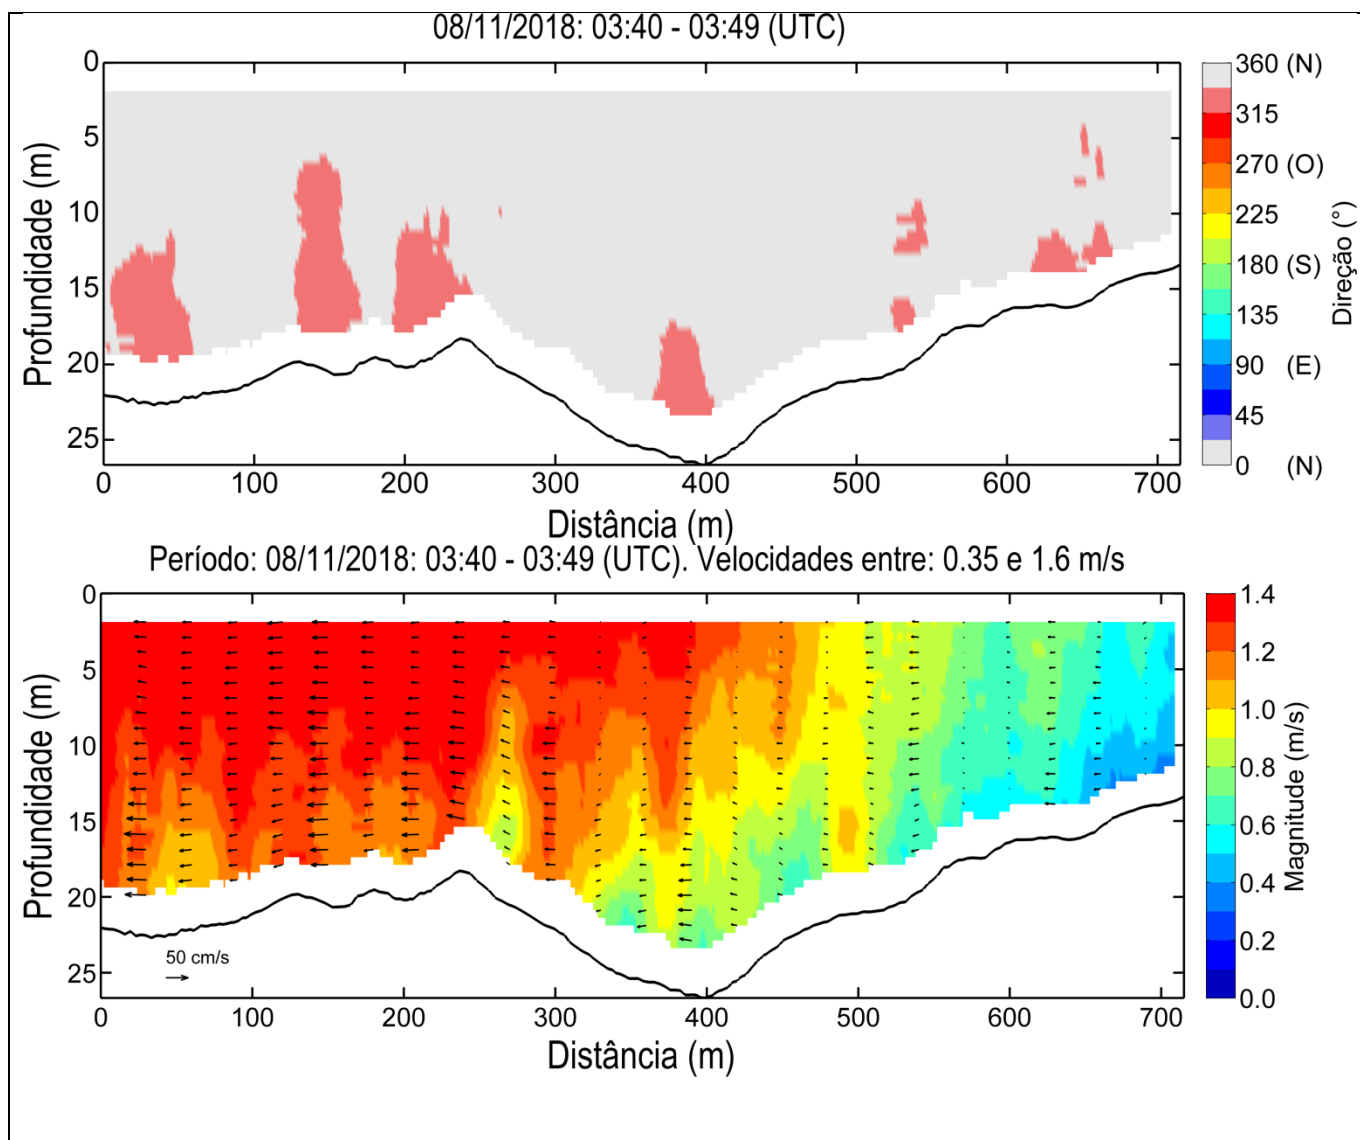 08/11/2018: 03:40 - 03:49 (UTC)
Profundidade (m)
0
5
10
15
20
25
0 100 200 300 400 500 600 700
Distância (m)
360 (N)
315
270 (O)
225
180 (S)
135
90 (E)
45
0 (N)
Direção (°)
Período: 08/11/2018: 03:40 - 03:49 (UTC). Velocidades entre: 0.35 e 1.6 m/s
Profundidade (m)
0
5
10
15
20
25
50 cm/s
0 100 200 300 400 500 600 700
Distância (m)
1.4
1.2
1.0
0.8
0.6
0.4
0.2
0.0
Magnitude (m/s)